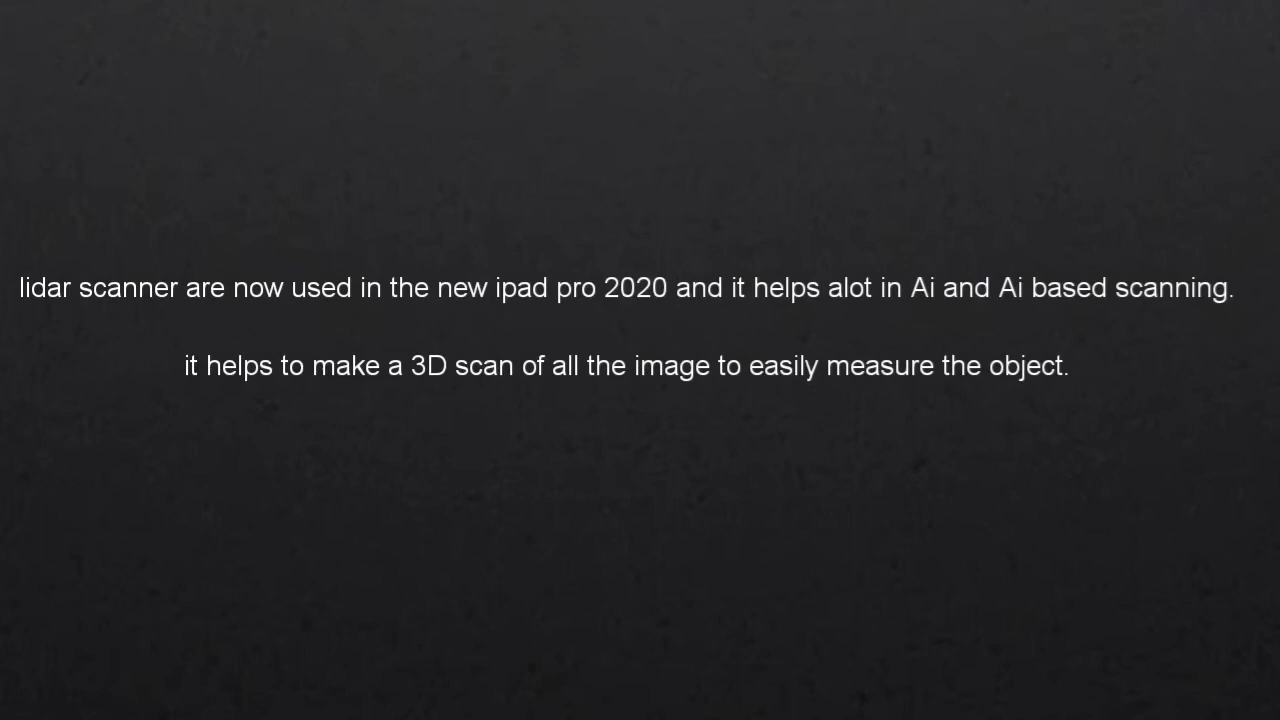 lidar scanner are now used in the new ipad pro 2020 and it helps alot in Ai and Ai based scanning.
it helps to make a 3D scan of all the image to easily measure the object.